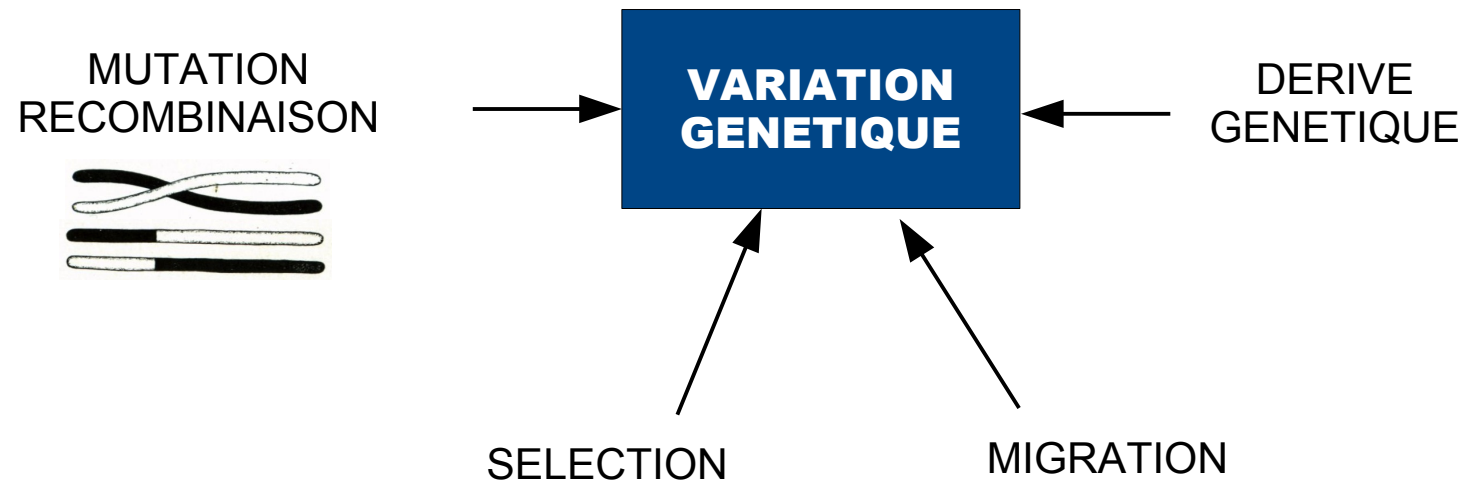 MUTATION
RECOMBINAISON
VARIATION
GENETIQUE
DERIVE
GENETIQUE
SELECTION
MIGRATION